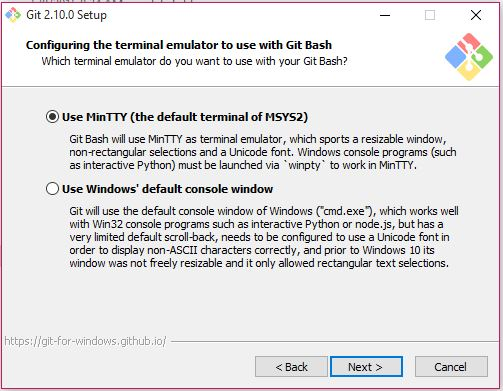 Git 2.10.0 Setup
Configuring the terminal emulator to use with Git Bash
Which terminal emulator do you want to use with your Git Bash?
Use MinTTY (the default terminal of MSYS2)
Git Bash will use MinTTY as terminal emulator, which sports a resizable window,
non-rectangular selections and a Unicode font. Windows console programs (such
as interactive Python) must be launched via `winpty` to work in MinTTY.
Use Windows' default console window
Git will use the default console window of Windows ("cmd.exe"), which works well
with Win32 console programs such as interactive Python or node.js, but has a
very limited default scroll-back, needs to be configured to use a Unicode font in
order to display non-ASCII characters correctly, and prior to Windows 10 its
window was not freely resizable and it only allowed rectangular text selections.
https://git-for-windows.github.io/
< Back
Next >
Cancel